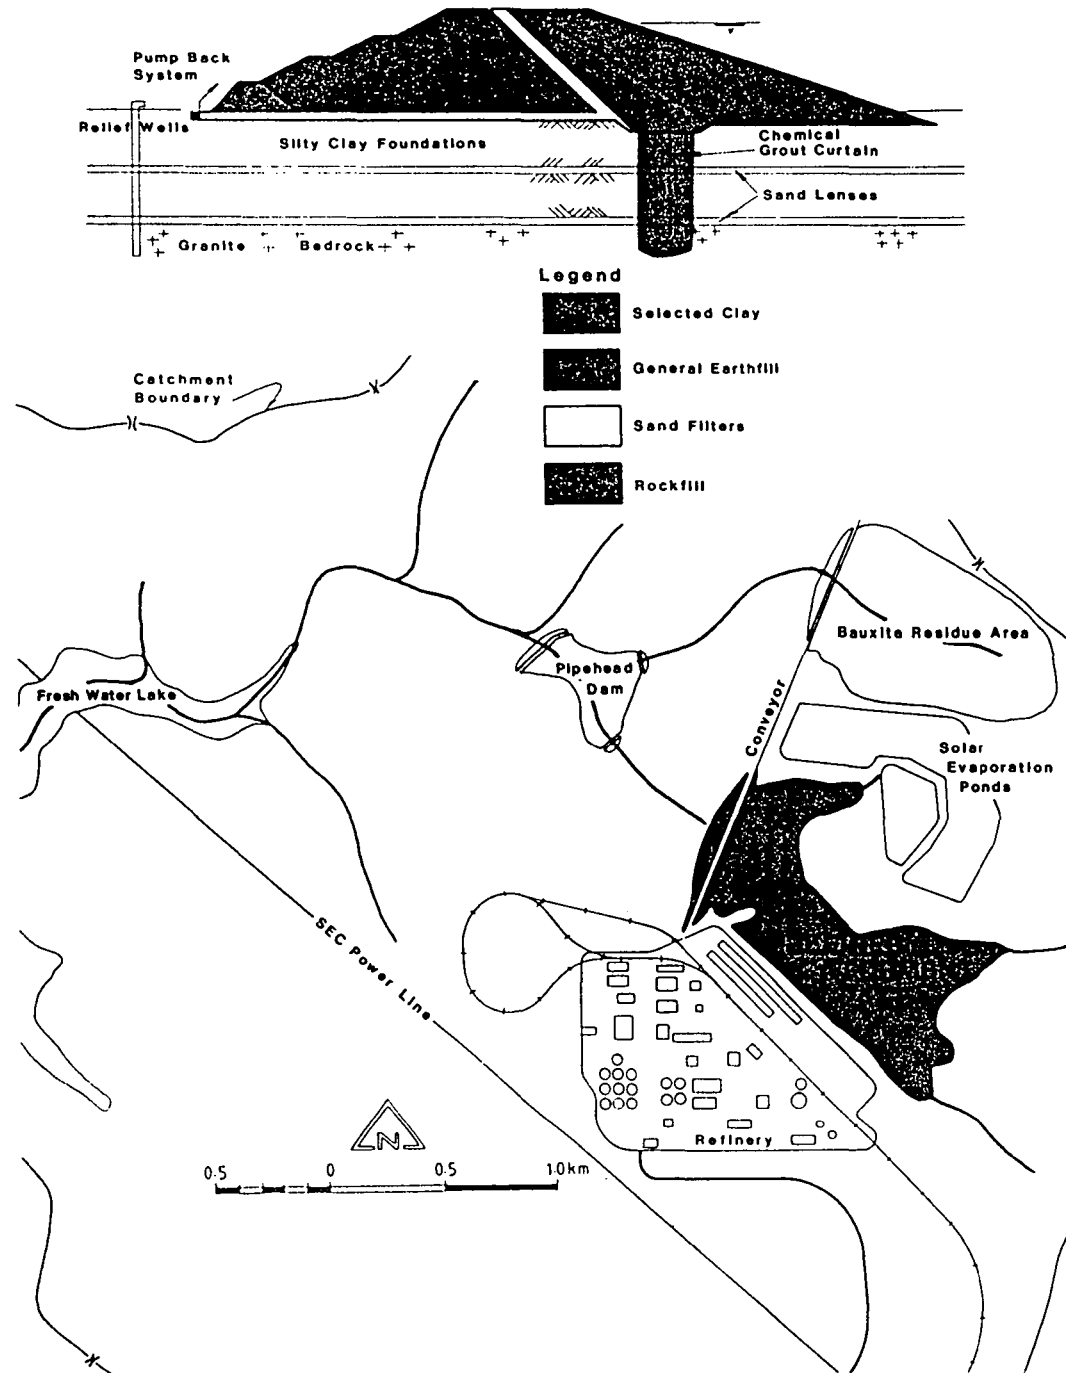 Pump Back
System
Relief Wells
Silty Clay Foundations
Chemical
Grout Curtain
Sand Lenses
Granite Bedrock
Legend
Selected Clay
General Earthfill
Sand Filters
Rockfill
Catchment
Boundary
Bauxite Residue Area
Pipehead
Dam
Fresh Water Lake
Conveyor
Solar
Evaporation
Ponds
SEC Power Line
N
Refinery
0.5 0 0.5 1.0km